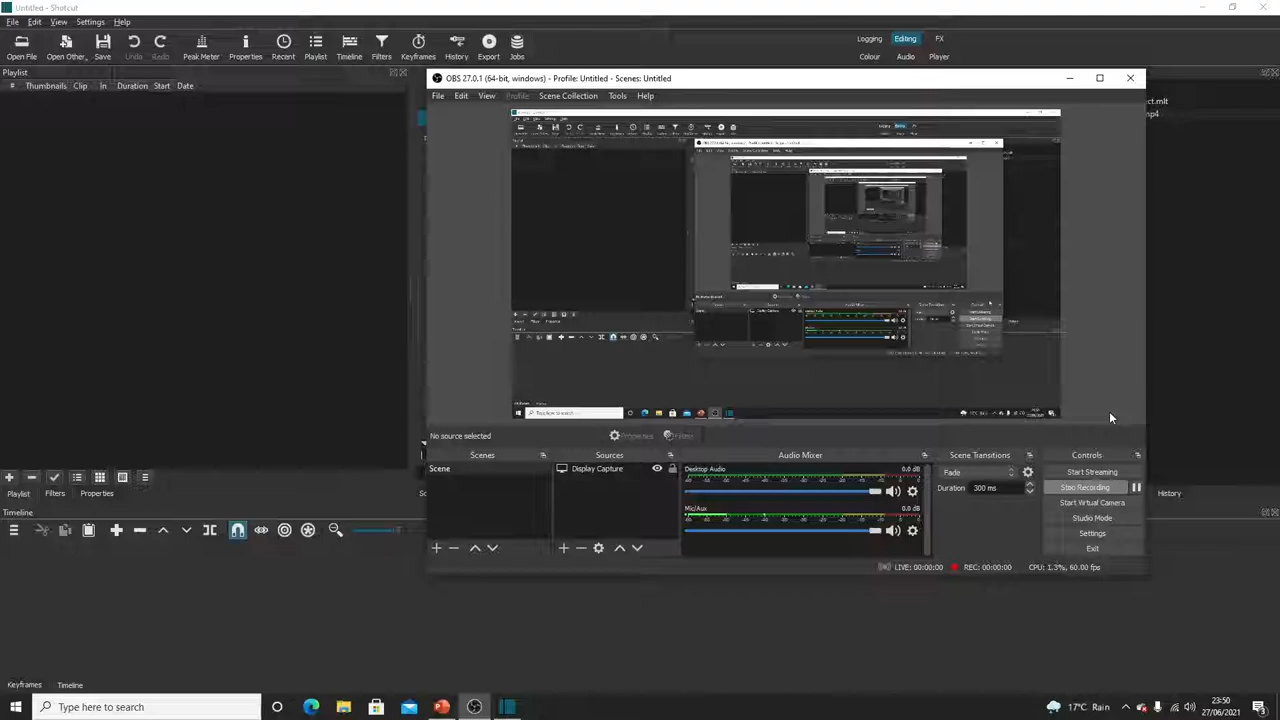 Untitled - Shotcut
File Edit View Settings Help
Open File Open Other.. Save Undo Redo Peak Meter Properties Recent Playlist Timeline Filters Keyframes History Export Jobs
Logging Editing FX
Colour Audio Player
Playlist
# Thumbnails Clip In Duration Start Date
OBS 27.0.1 (64-bit, windows) - Profile: Untitled - Scenes: Untitled
File Edit View Profile Scene Collection Tools Help
ct.mlt
mp4
No source selected
Properties Filters
Scenes Sources Audio Mixer Scene Transitions Controls
Scene
Display Capture
Desktop Audio 0.0 dB
Mic/Aux 0.0 dB
Fade
Duration 300 ms
Start Streaming
Stop Recording
Start Virtual Camera
Studio Mode
Settings
Exit
LIVE: 00:00:00 REC: 00:00:00 CPU: 1.3%, 60.00 fps
Playlist Filters Properties
History
Timeline
Keyframes Timeline
Type here to search
17°C Rain
23:50
27/06/2021